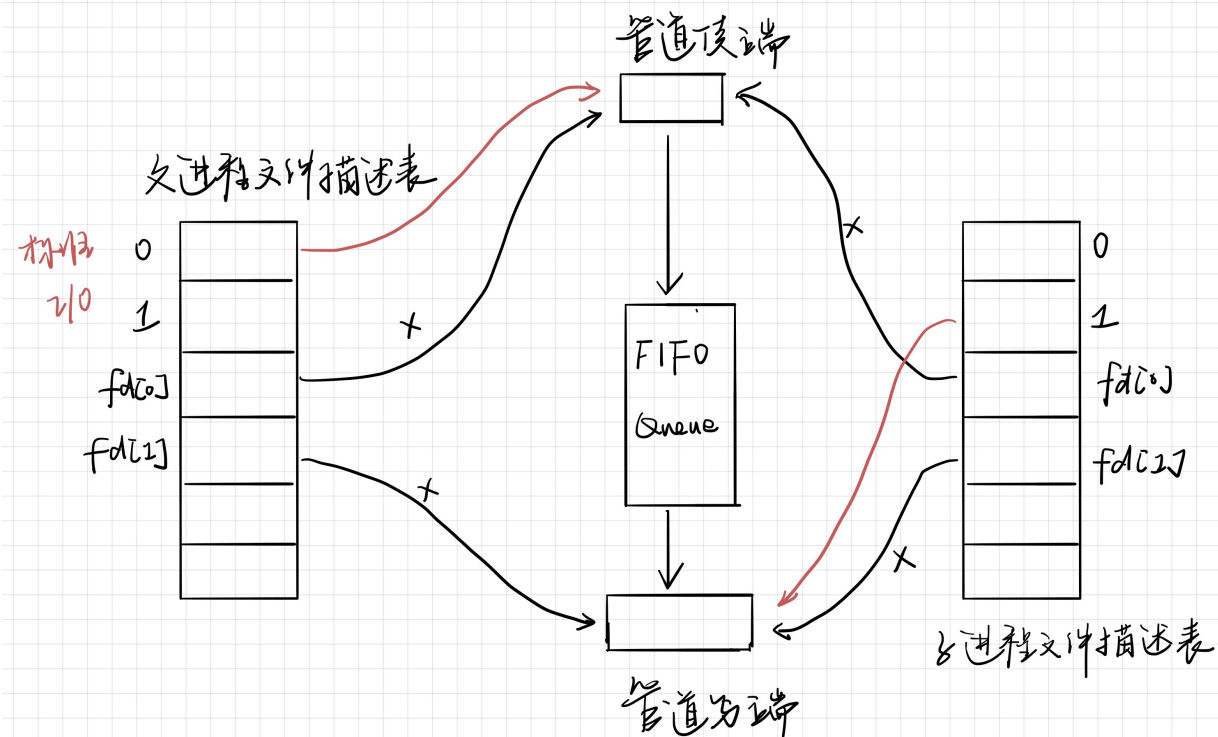 管道读端
父进程文件描述表
标准
I/O
0
1
fd[0]
fd[1]
FIFO
Queue
0
1
fd[0]
fd[1]
子进程文件描述表
管道写端